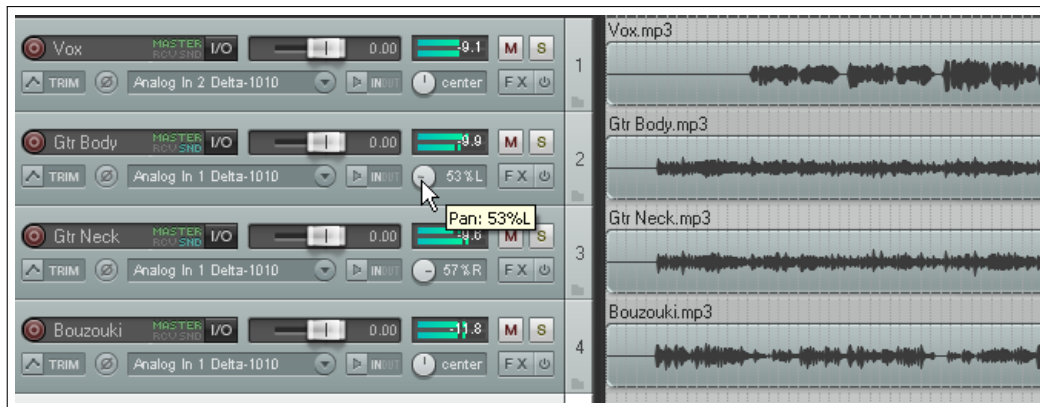 Vox MASTER RCV SND I/O 0.00 -9.1 M S
TRIM Analog In 2 Delta-1010 IN OUT center FX
1
Vox.mp3
Gtr Body MASTER RCV SND I/O 0.00 -9.9 M S
TRIM Analog In 1 Delta-1010 IN OUT 53%L FX
2
Gtr Body.mp3
Pan: 53%L
Gtr Neck MASTER RCV SND I/O 0.00 M S
TRIM Analog In 1 Delta-1010 IN OUT 57%R FX
3
Gtr Neck.mp3
Bouzouki MASTER RCV SND I/O 0.00 -11.8 M S
TRIM Analog In 1 Delta-1010 IN OUT center FX
4
Bouzouki.mp3